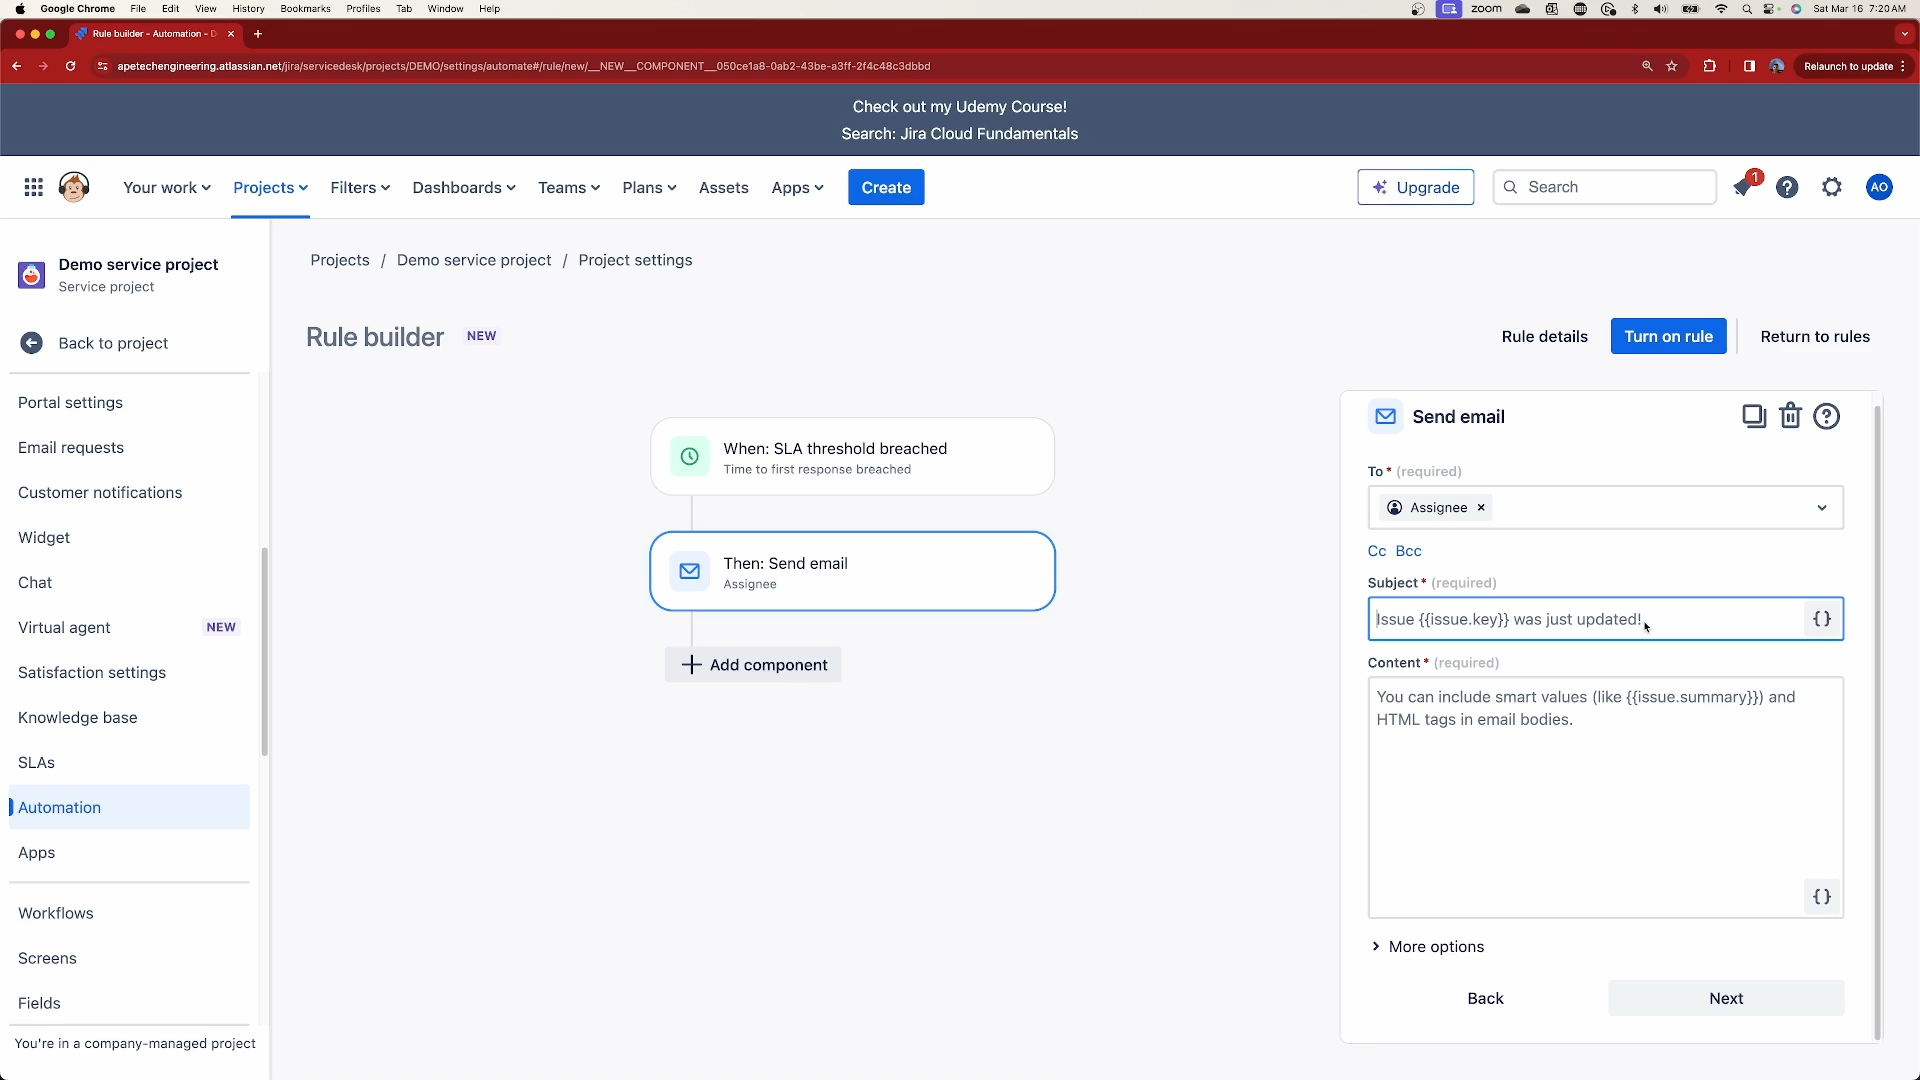 Google Chrome File Edit View History Bookmarks Profiles Tab Window Help
zoom
Sat Mar 16 7:20 AM
Rule builder - Automation - D
apetechengineering.atlassian.net/jira/servicedesk/projects/DEMO/settings/automate#/rule/new/__NEW__COMPONENT__050ce1a8-0ab2-43be-a3ff-2f4c48c3dbbd
Relaunch to update
Check out my Udemy Course!
Search: Jira Cloud Fundamentals
Your work Projects Filters Dashboards Teams Plans Assets Apps Create
Upgrade
Search
1
AO
Demo service project
Service project
Back to project
Portal settings
Email requests
Customer notifications
Widget
Chat
Virtual agent NEW
Satisfaction settings
Knowledge base
SLAs
Automation
Apps
Workflows
Screens
Fields
You're in a company-managed project
Projects / Demo service project / Project settings
Rule builder NEW
Rule details
Turn on rule
Return to rules
When: SLA threshold breached
Time to first response breached
Then: Send email
Assignee
Add component
Send email
To * (required)
Assignee
Cc Bcc
Subject * (required)
Issue {{issue.key}} was just updated!
{}
Content * (required)
You can include smart values (like {{issue.summary}}) and
HTML tags in email bodies.
{}
More options
Back
Next